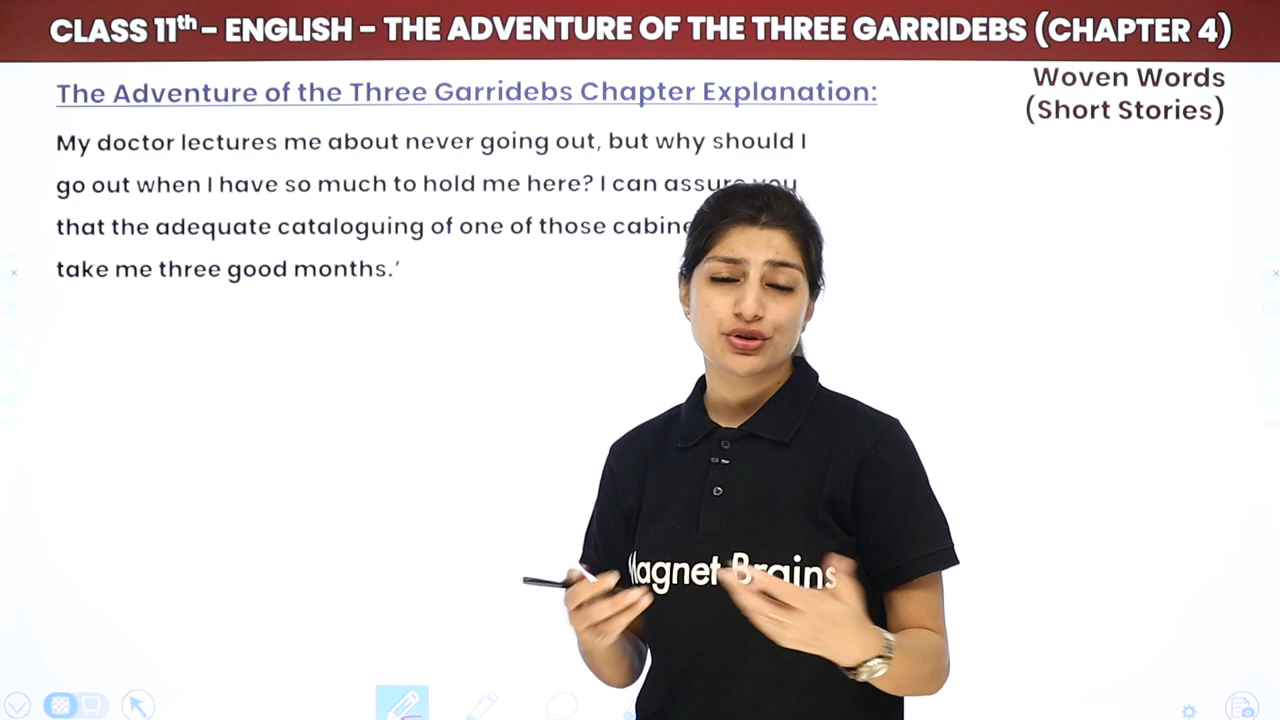 CLASS 11th – ENGLISH – THE ADVENTURE OF THE THREE GARRIDEBS (CHAPTER 4)
The Adventure of the Three Garridebs Chapter Explanation:
Woven Words
(Short Stories)
My doctor lectures me about never going out, but why should I
go out when I have so much to hold me here? I can assure you
that the adequate cataloguing of one of those
take me three good months.’
Magnet Brains